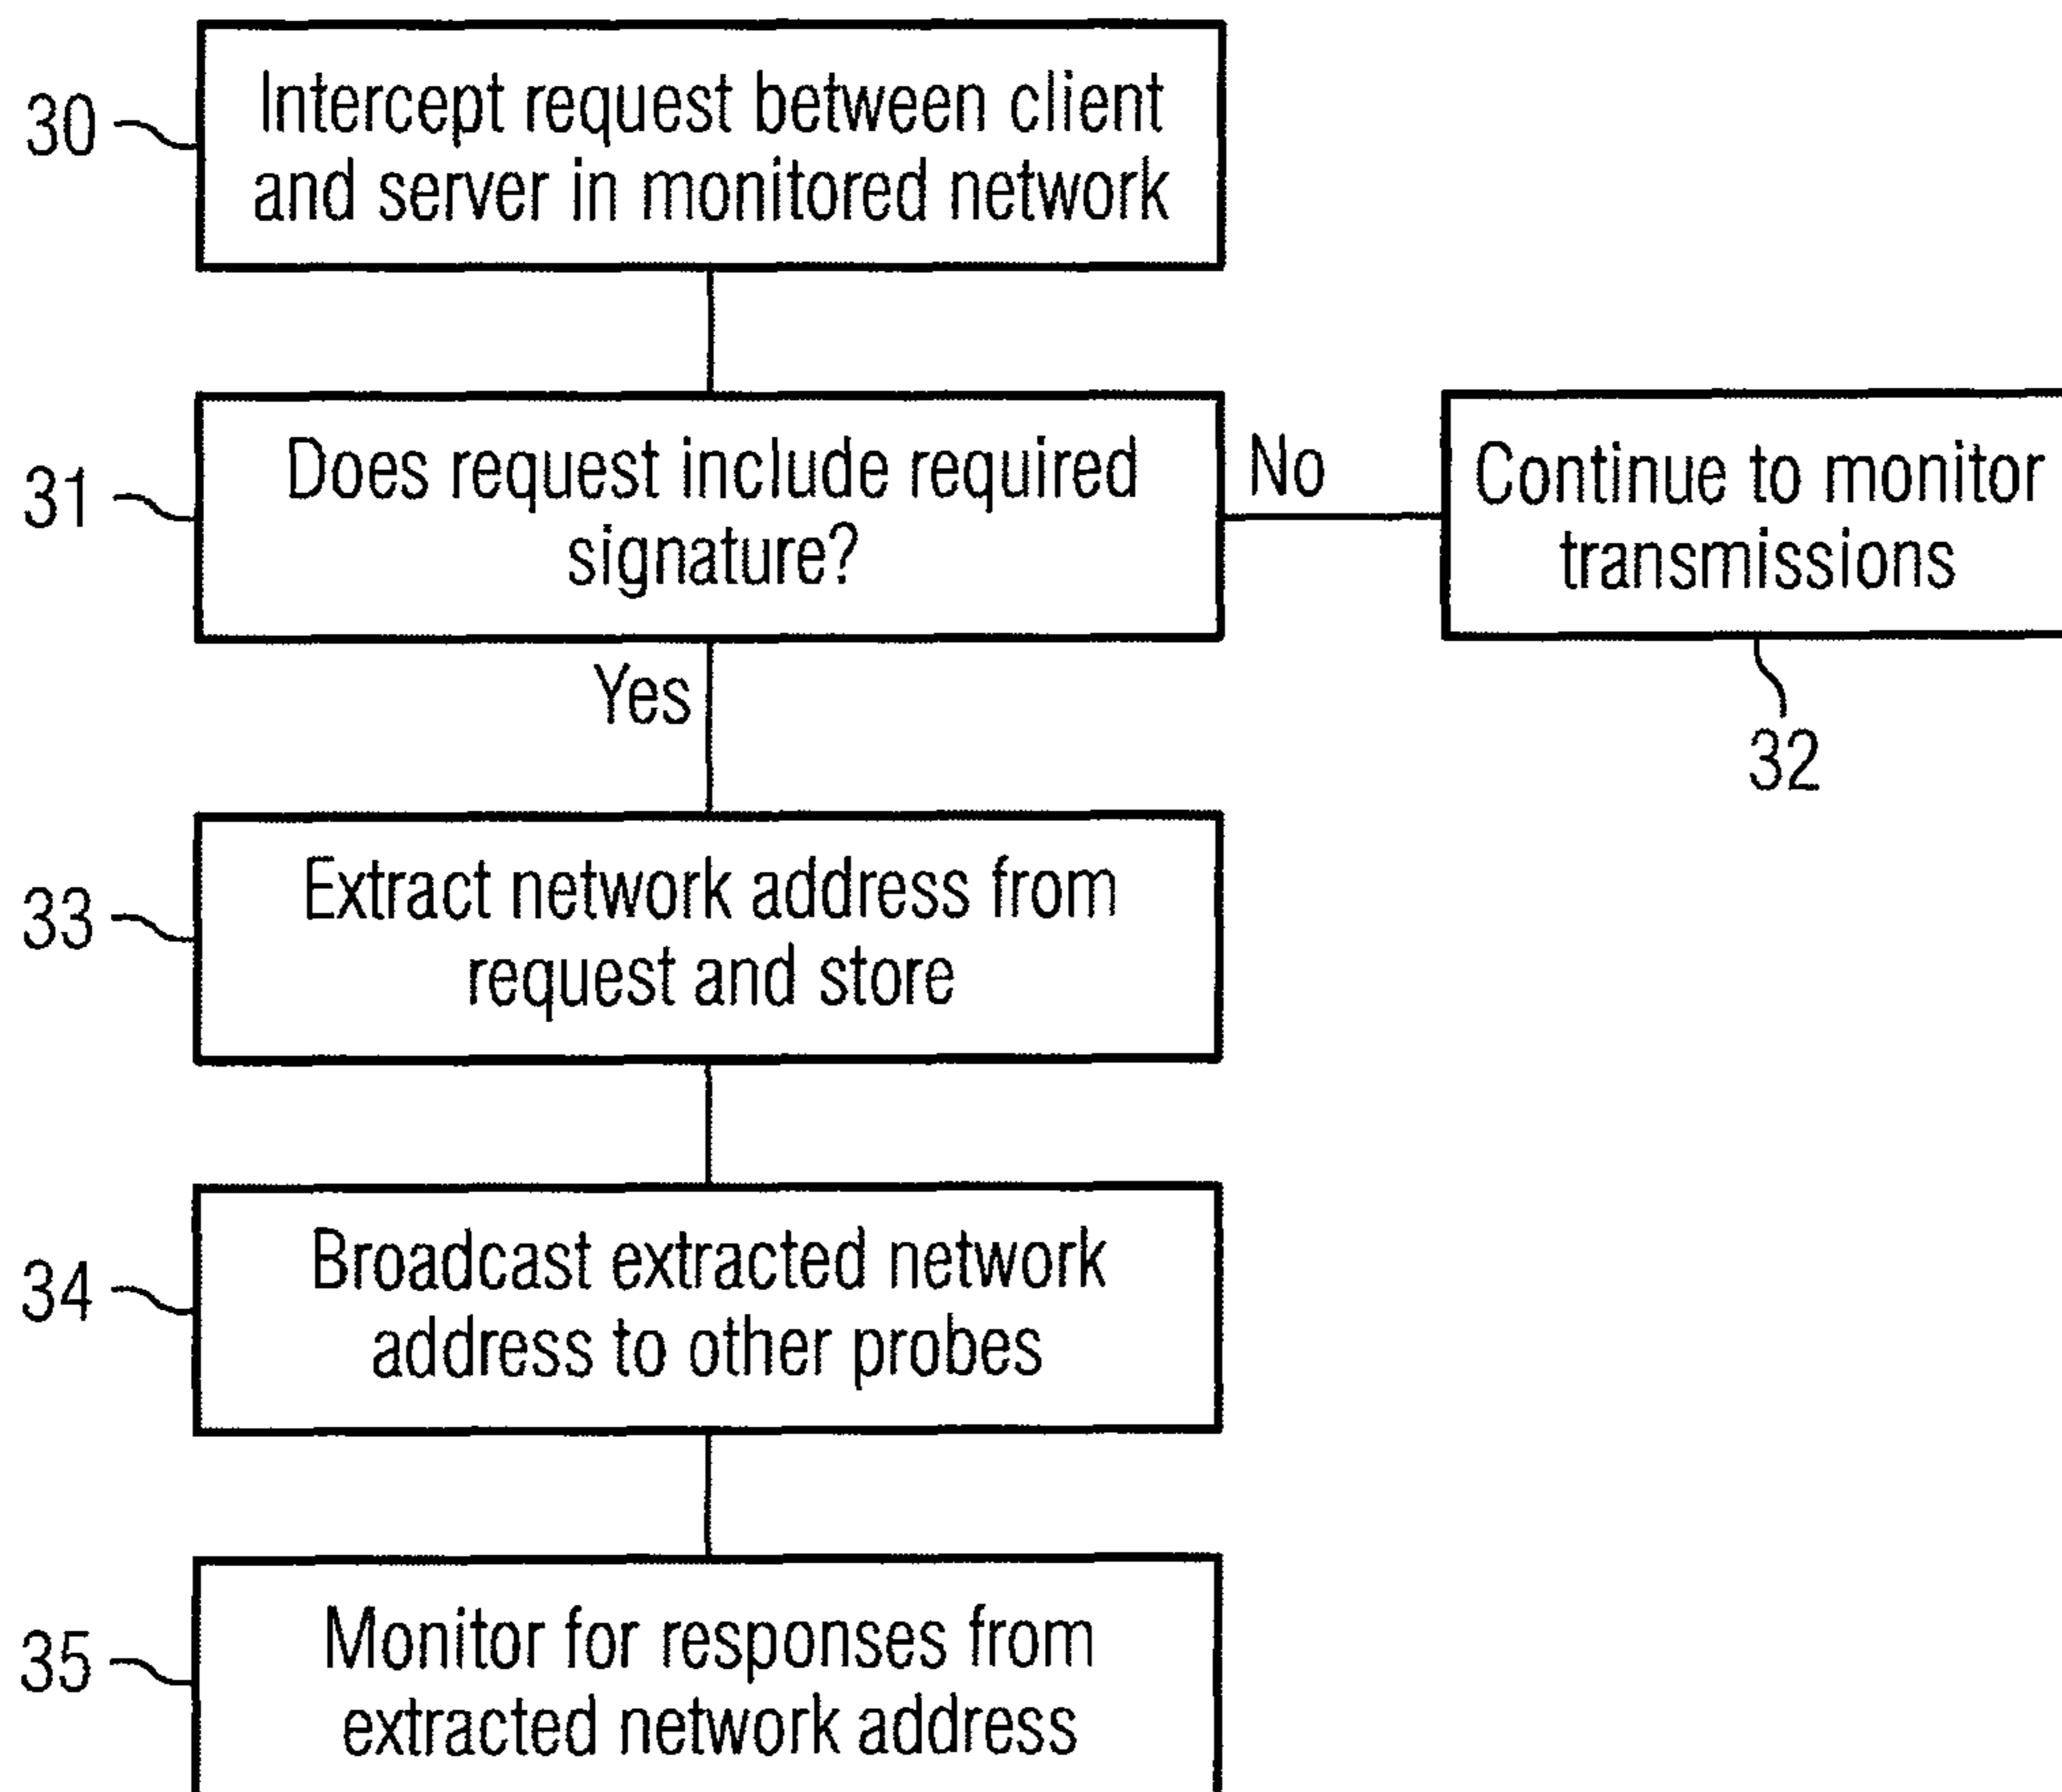 30
Intercept request between client
and server in monitored network
31
Does request include required
signature?
No
Continue to monitor
transmissions
32
Yes
33
Extract network address from
request and store
34
Broadcast extracted network
address to other probes
35
Monitor for responses from
extracted network address